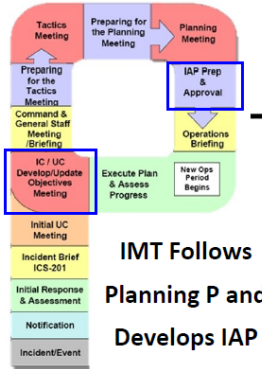 Tactics
Meeting
Preparing for
the Planning
Meeting
Planning
Meeting
Preparing
for the
Tactics
Meeting
IAP Prep
&
Approval
Command &
General Staff
Meeting
/Briefing
Operations
Briefing
IC / UC
Develop/Update
Objectives
Meeting
Execute Plan
& Assess
Progress
New Ops
Period
Begins
Initial UC
Meeting
Incident Brief
ICS-201
Initial Response
& Assessment
Notification
Incident/Event
IMT Follows
Planning P and
Develops IAP